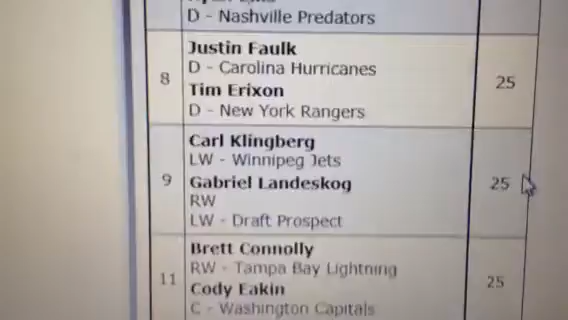 D - Nashville Predators
8
Justin Faulk
D - Carolina Hurricanes
Tim Erixon
D - New York Rangers
25
9
Carl Klingberg
LW - Winnipeg Jets
Gabriel Landeskog
RW
LW - Draft Prospect
25
11
Brett Connolly
RW - Tampa Bay Lightning
Cody Eakin
C - Washington Capitals
25